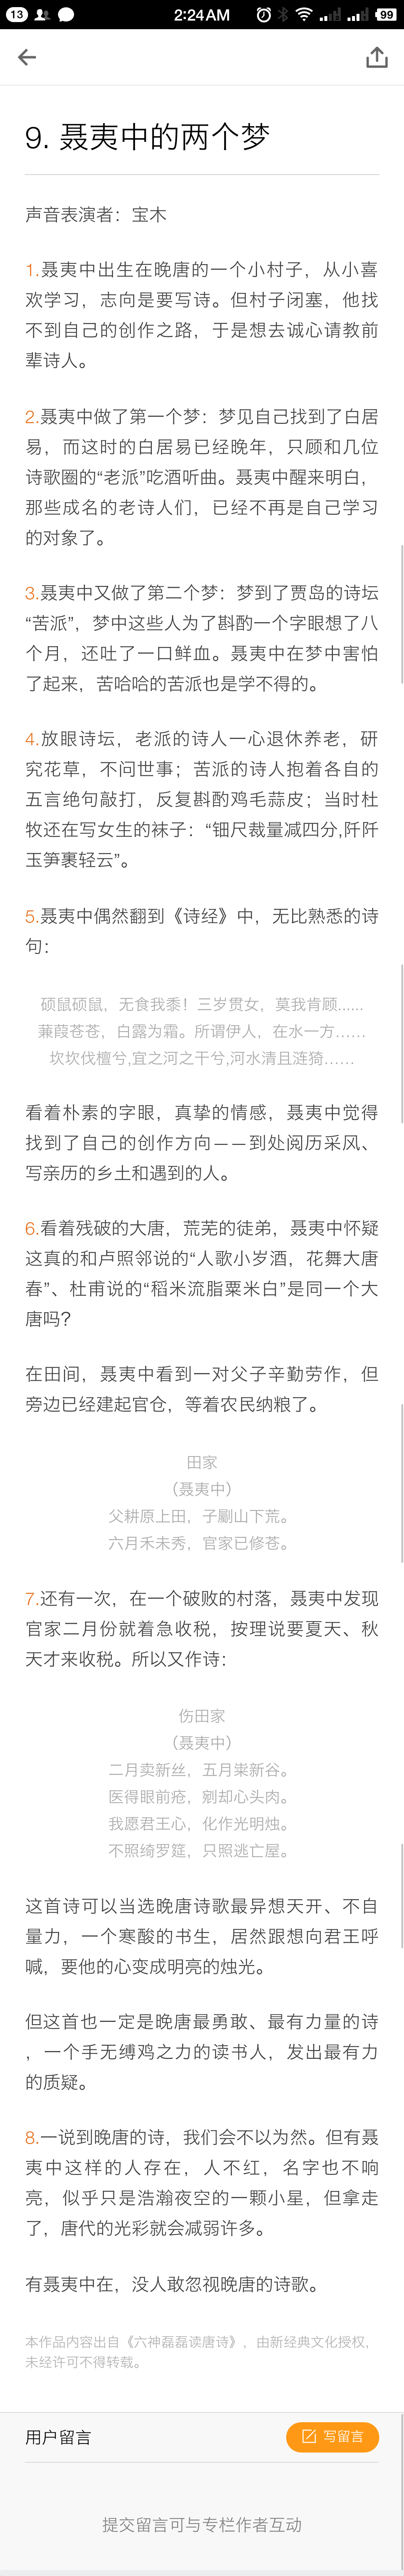 13
2:24AM
99
9. 聂夷中的两个梦
声音表演者：宝木
1.聂夷中出生在晚唐的一个小村子，从小喜
欢学习，志向是要写诗。但村子闭塞，他找
不到自己的创作之路，于是想去诚心请教前
辈诗人。
2.聂夷中做了第一个梦：梦见自己找到了白居
易，而这时的白居易已经晚年，只顾和几位
诗歌圈的“老派”吃酒听曲。聂夷中醒来明白，
那些成名的老诗人们，已经不再是自己学习
的对象了。
3.聂夷中又做了第二个梦：梦到了贾岛的诗坛
“苦派”，梦中这些人为了斟酌一个字眼想了八
个月，还吐了一口鲜血。聂夷中在梦中害怕
了起来，苦哈哈的苦派也是学不得的。
4.放眼诗坛，老派的诗人一心退休养老，研
究花草，不问世事；苦派的诗人抱着各自的
五言绝句敲打，反复斟酌鸡毛蒜皮；当时杜
牧还在写女生的袜子：“钿尺裁量减四分,阡阡
玉笋裹轻云”。
5.聂夷中偶然翻到《诗经》中，无比熟悉的诗
句：
硕鼠硕鼠，无食我黍！三岁贯女，莫我肯顾......
蒹葭苍苍，白露为霜。所谓伊人，在水一方……
坎坎伐檀兮,宜之河之干兮,河水清且涟猗……
看着朴素的字眼，真挚的情感，聂夷中觉得
找到了自己的创作方向——到处阅历采风、
写亲历的乡土和遇到的人。
6.看着残破的大唐，荒芜的徒弟，聂夷中怀疑
这真的和卢照邻说的“人歌小岁酒，花舞大唐
春”、杜甫说的“稻米流脂粟米白”是同一个大
唐吗？
在田间，聂夷中看到一对父子辛勤劳作，但
旁边已经建起官仓，等着农民纳粮了。
田家
（聂夷中）
父耕原上田，子劚山下荒。
六月禾未秀，官家已修苍。
7.还有一次，在一个破败的村落，聂夷中发现
官家二月份就着急收税，按理说要夏天、秋
天才来收税。所以又作诗：
伤田家
（聂夷中）
二月卖新丝，五月粜新谷。
医得眼前疮，剜却心头肉。
我愿君王心，化作光明烛。
不照绮罗筵，只照逃亡屋。
这首诗可以当选晚唐诗歌最异想天开、不自
量力，一个寒酸的书生，居然跟想向君王呼
喊，要他的心变成明亮的烛光。
但这首也一定是晚唐最勇敢、最有力量的诗
，一个手无缚鸡之力的读书人，发出最有力
的质疑。
8.一说到晚唐的诗，我们会不以为然。但有聂
夷中这样的人存在，人不红，名字也不响
亮，似乎只是浩瀚夜空的一颗小星，但拿走
了，唐代的光彩就会减弱许多。
有聂夷中在，没人敢忽视晚唐的诗歌。
本作品内容出自《六神磊磊读唐诗》，由新经典文化授权，
未经许可不得转载。
用户留言
写留言
提交留言可与专栏作者互动